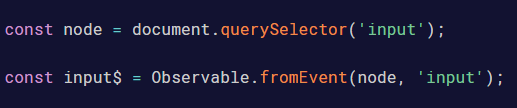 const node = document.querySelector('input');
const input$ = Observable.fromEvent(node, 'input');